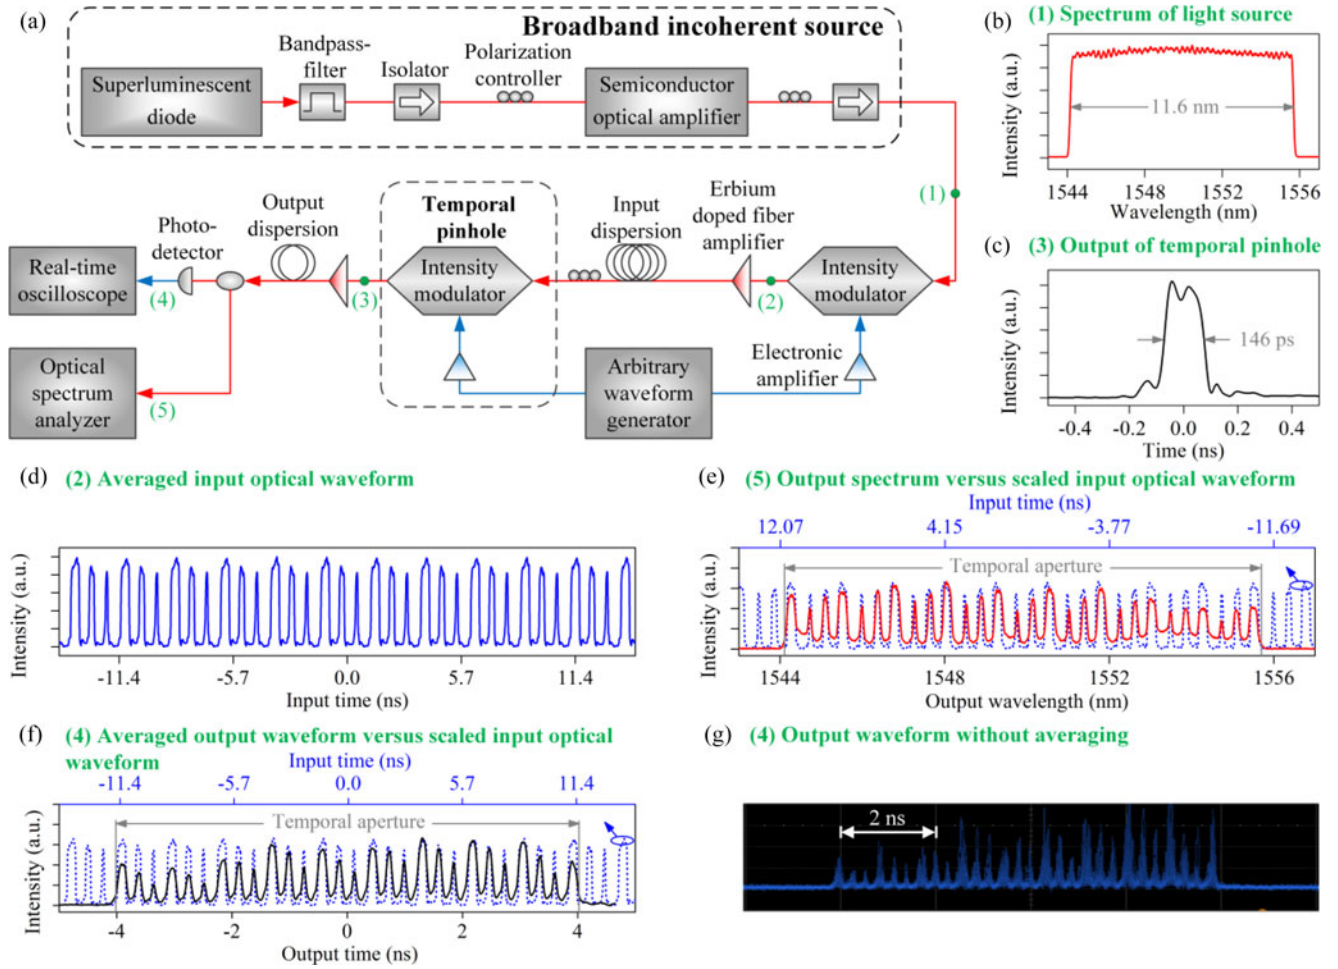 (a)
Broadband incoherent source
Superluminescent
diode
Bandpass-
filter
Isolator
Polarization
controller
Semiconductor
optical amplifier
(1)
Real-time
oscilloscope
Photo-
detector
(4)
Output
dispersion
(3)
Temporal
pinhole
Intensity
modulator
Input
dispersion
Erbium
doped fiber
amplifier
(2)
Intensity
modulator
Optical
spectrum
analyzer
(5)
Arbitrary
waveform
generator
Electronic
amplifier
(b) (1) Spectrum of light source
Intensity (a.u.)
11.6 nm
1544 1548 1552 1556
Wavelength (nm)
(c) (3) Output of temporal pinhole
Intensity (a.u.)
146 ps
-0.4 -0.2 0.0 0.2 0.4
Time (ns)
(d) (2) Averaged input optical waveform
Intensity (a.u.)
-11.4 -5.7 0.0 5.7 11.4
Input time (ns)
(e) (5) Output spectrum versus scaled input optical waveform
Input time (ns)
12.07 4.15 -3.77 -11.69
Intensity (a.u.)
Temporal aperture
1544 1548 1552 1556
Output wavelength (nm)
(f) (4) Averaged output waveform versus scaled input optical
waveform
Input time (ns)
-11.4 -5.7 0.0 5.7 11.4
Intensity (a.u.)
Temporal aperture
-4 -2 0 2 4
Output time (ns)
(g) (4) Output waveform without averaging
2 ns